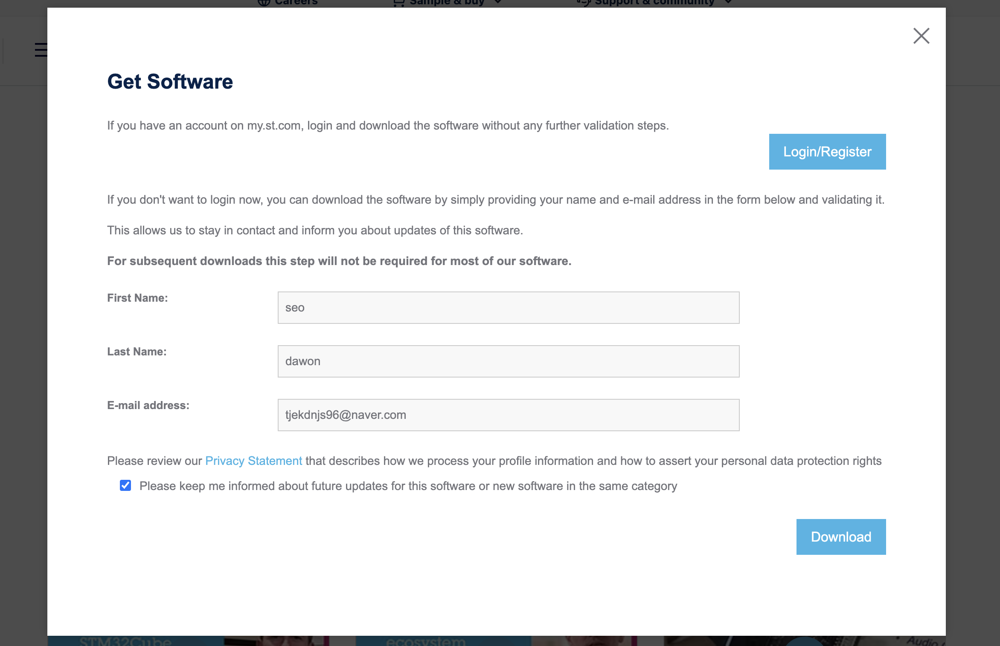 Careers
Sample & buy
Support & community
Get Software
If you have an account on my.st.com, login and download the software without any further validation steps.
Login/Register
If you don't want to login now, you can download the software by simply providing your name and e-mail address in the form below and validating it.
This allows us to stay in contact and inform you about updates of this software.
For subsequent downloads this step will not be required for most of our software.
First Name:
seo
Last Name:
dawon
E-mail address:
tjekdnjs96@naver.com
Please review our Privacy Statement that describes how we process your profile information and how to assert your personal data protection rights
Please keep me informed about future updates for this software or new software in the same category
Download
STM32Cube
ecosystem
Audio